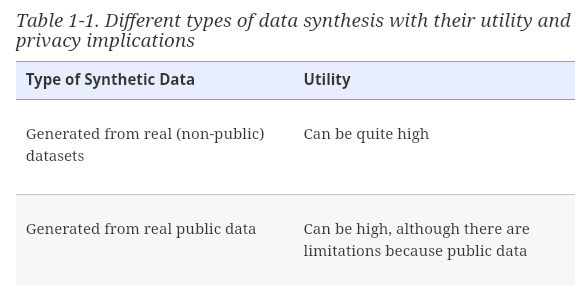 Table 1-1. Different types of data synthesis with their utility and
privacy implications
Type of Synthetic Data
Utility
Generated from real (non-public)
datasets
Can be quite high
Generated from real public data
Can be high, although there are
limitations because public data